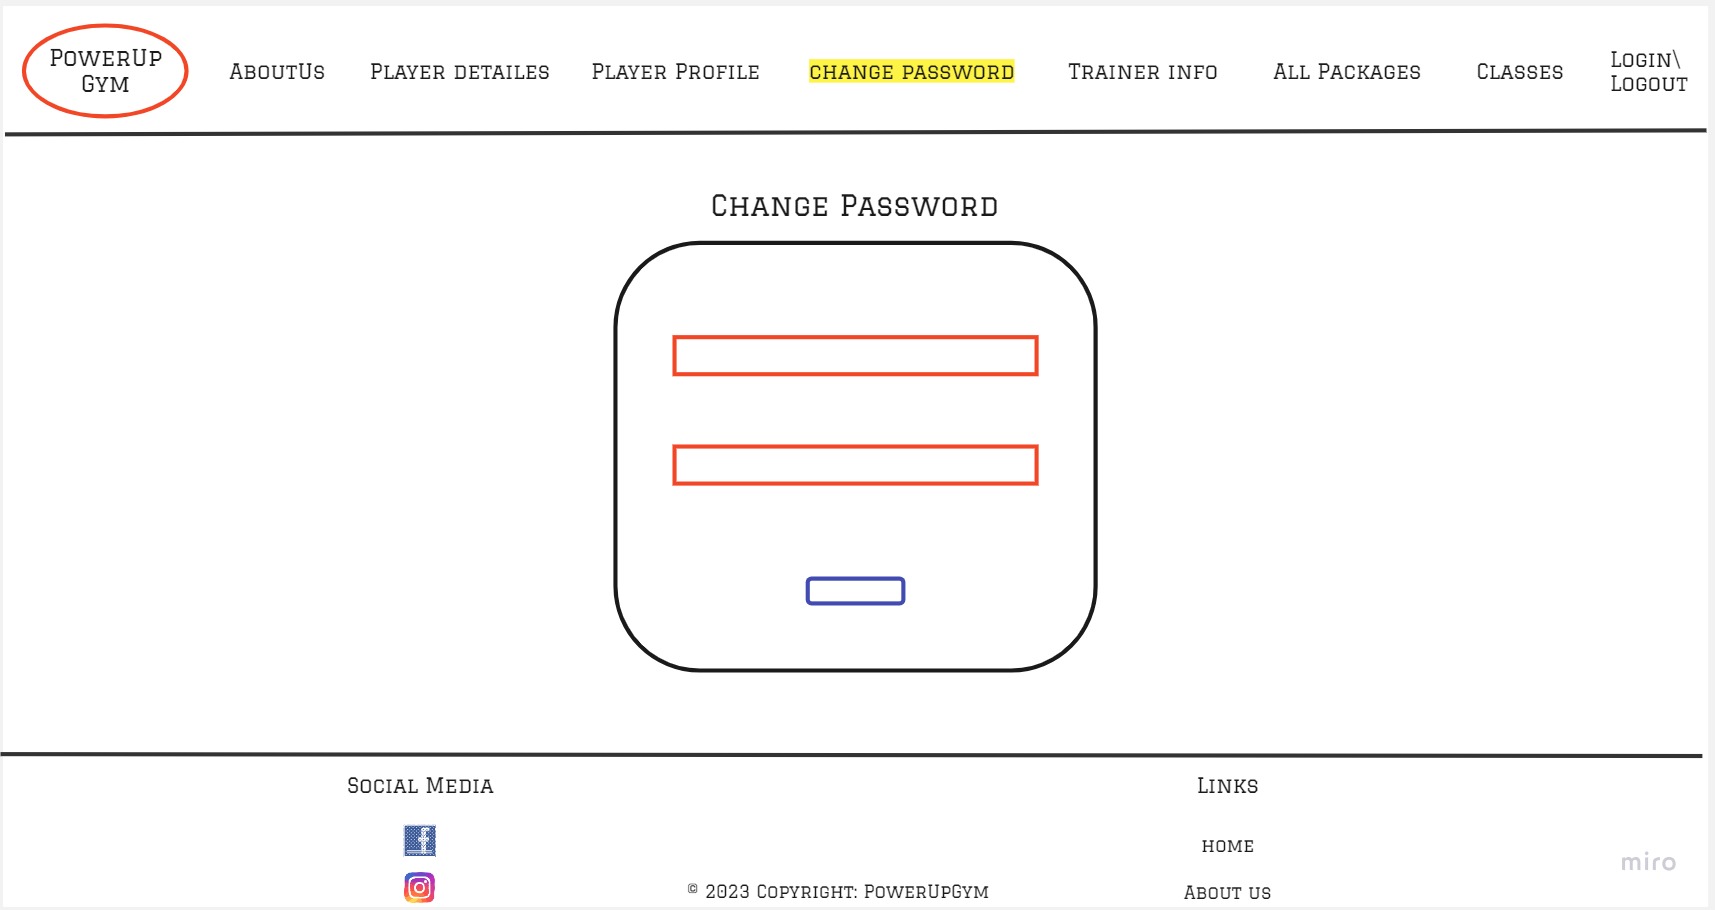 PowerUp
Gym
AboutUs
Player detailes
Player Profile
change password
Trainer info
All Packages
Classes
Login\
Logout
Change Password
Social Media
Links
home
© 2023 Copyright: PowerUpGym
About us
miro